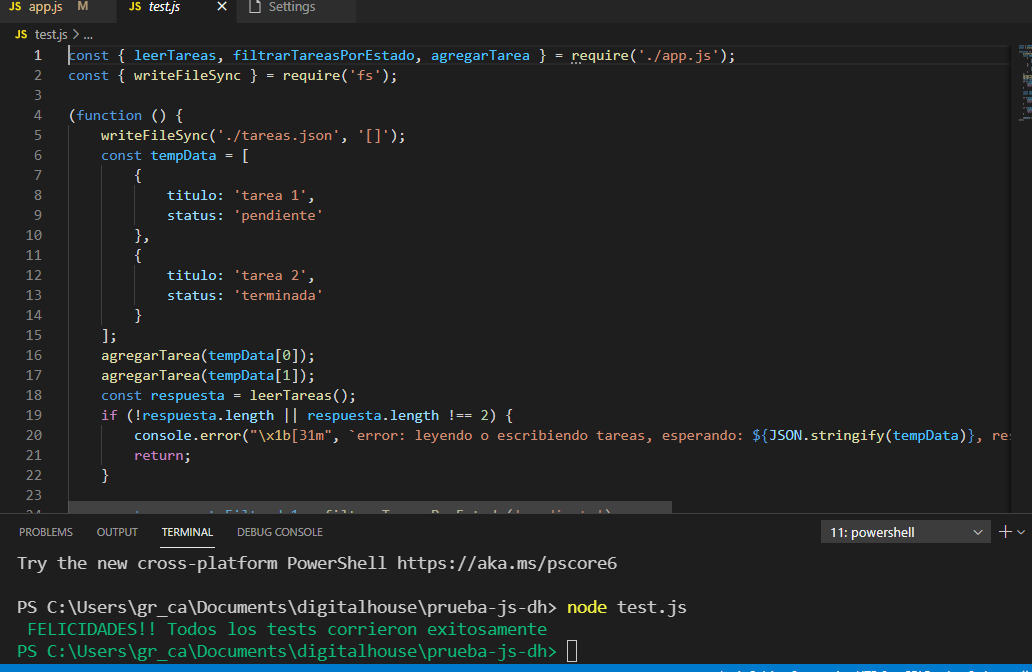 JS app.js M JS test.js Settings
JS test.js > ...
1 const { leerTareas, filtrarTareasPorEstado, agregarTarea } = require('./app.js');
2 const { writeFileSync } = require('fs');
3
4 (function () {
5 writeFileSync('./tareas.json', '[]');
6 const tempData = [
7 {
8 titulo: 'tarea 1',
9 status: 'pendiente'
10 },
11 {
12 titulo: 'tarea 2',
13 status: 'terminada'
14 }
15 ];
16 agregarTarea(tempData[0]);
17 agregarTarea(tempData[1]);
18 const respuesta = leerTareas();
19 if (!respuesta.length || respuesta.length !== 2) {
20 console.error("\x1b[31m", `error: leyendo o escribiendo tareas, esperando: ${JSON.stringify(tempData)}, res
21 return;
22 }
23
PROBLEMS OUTPUT TERMINAL DEBUG CONSOLE 11: powershell
Try the new cross-platform PowerShell https://aka.ms/pscore6
PS C:\Users\gr_ca\Documents\digitalhouse\prueba-js-dh> node test.js
FELICIDADES!! Todos los tests corrieron exitosamente
PS C:\Users\gr_ca\Documents\digitalhouse\prueba-js-dh>